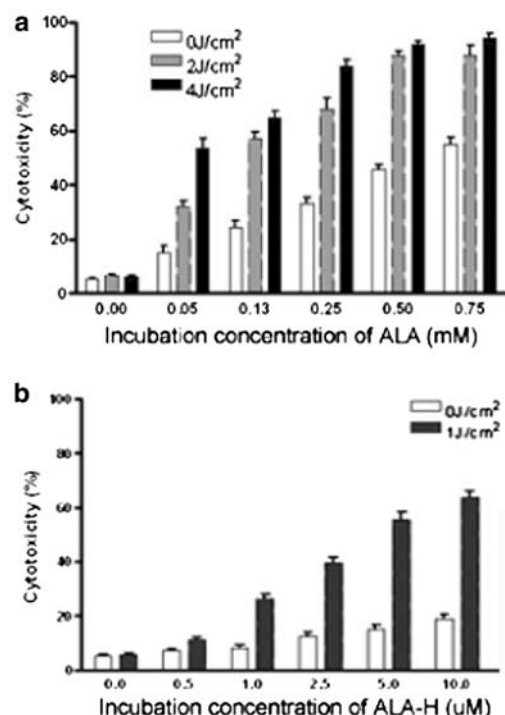 a
100
80
60
40
20
0
Cytotoxicity (%)
0J/cm²
2J/cm²
4J/cm²
0.00 0.05 0.13 0.25 0.50 0.75
Incubation concentration of ALA (mM)
b
100
80
60
40
20
0
Cytotoxicity (%)
0J/cm²
1J/cm²
0.0 0.5 1.0 2.5 5.0 10.0
Incubation concentration of ALA-H (uM)